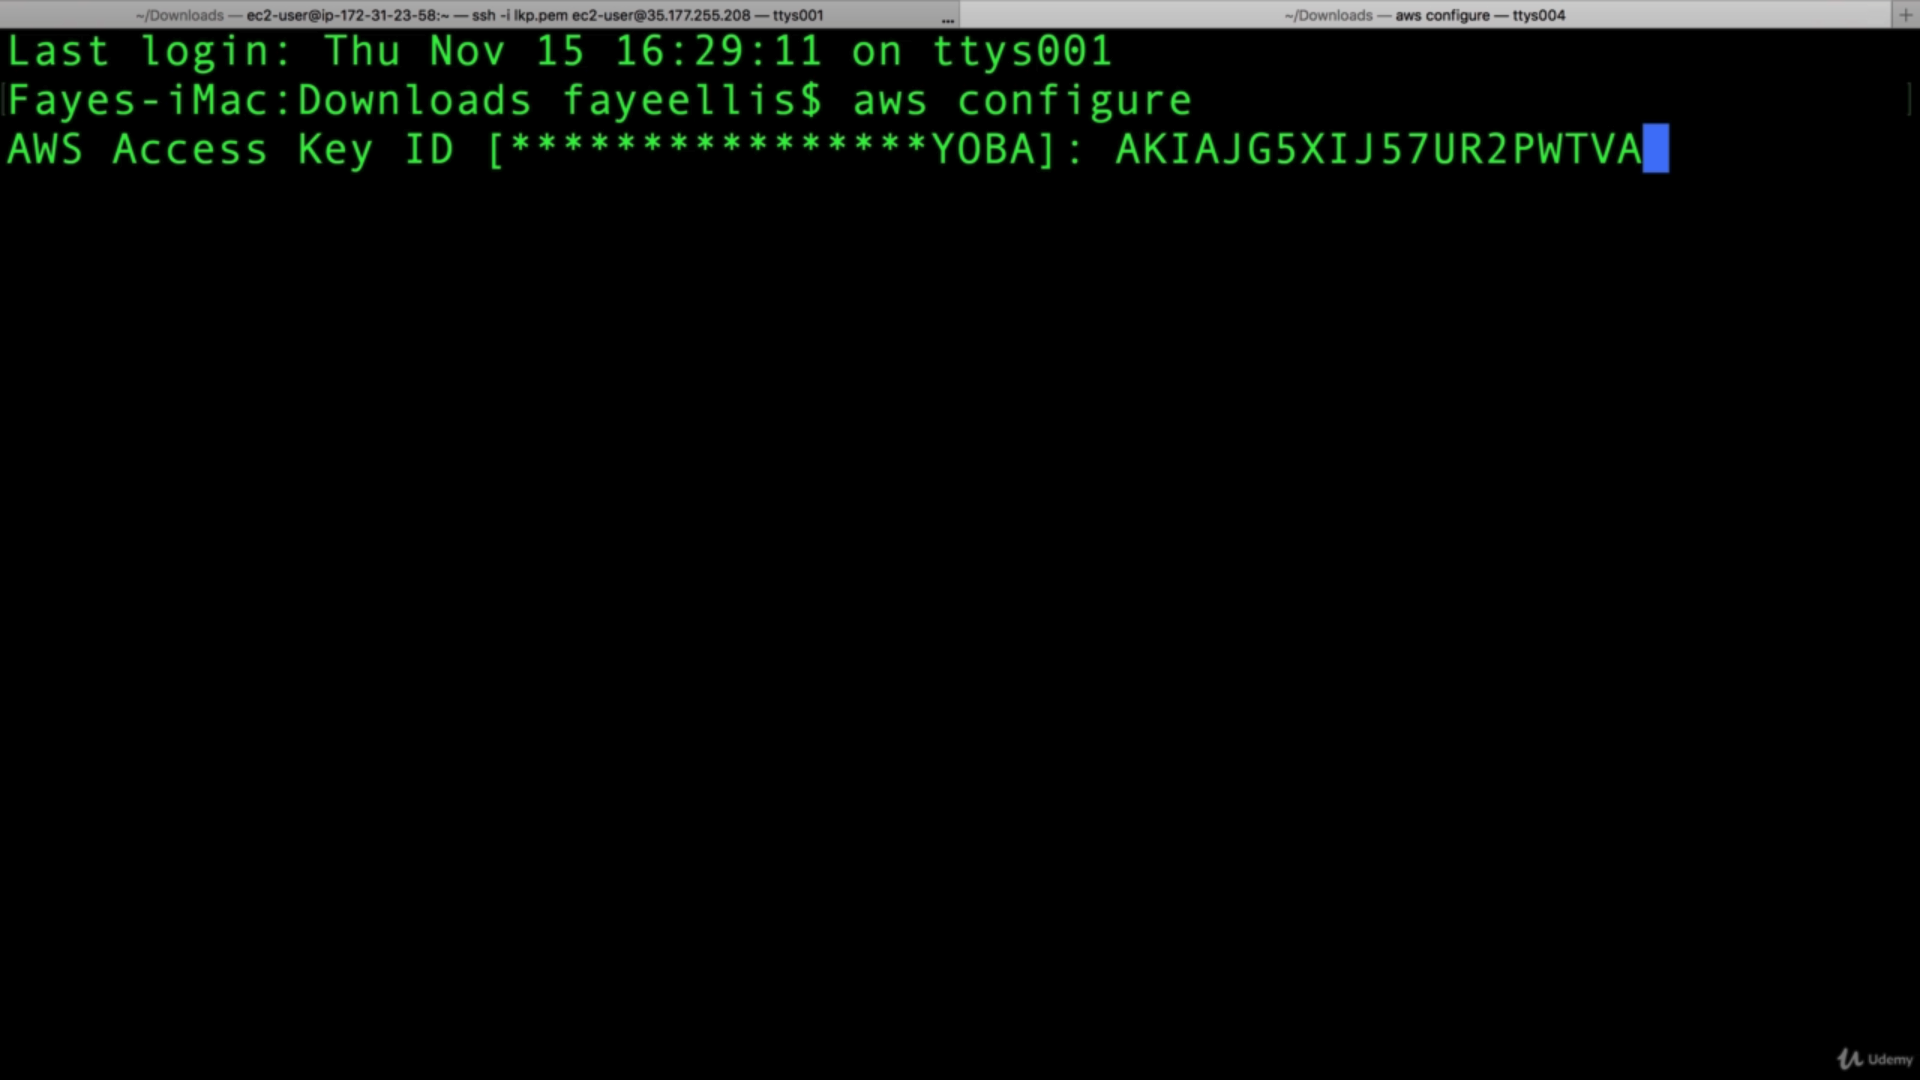 ~/Downloads — ec2-user@ip-172-31-23-58:~ — ssh -i lkp.pem ec2-user@35.177.255.208 — ttys001 ... ~/Downloads — aws configure — ttys004 +
Last login: Thu Nov 15 16:29:11 on ttys001
[Fayes-iMac:Downloads fayeellis$ aws configure ]
AWS Access Key ID [****************YOBA]: AKIAJG5XIJ57UR2PWTVA
Udemy